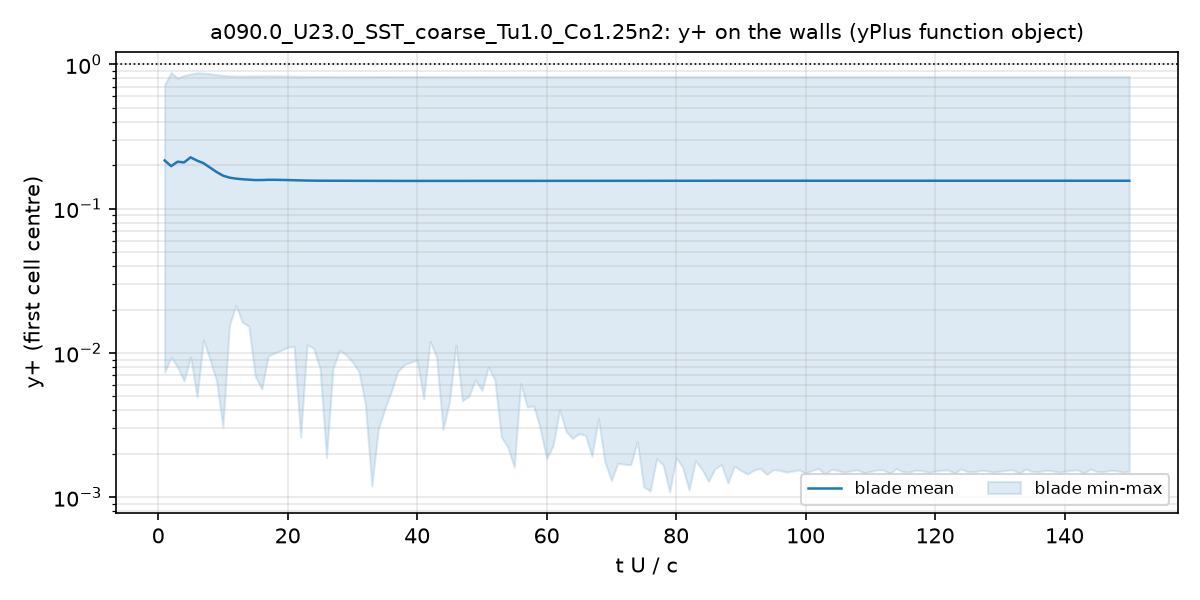 a090.0_U23.0_SST_coarse_Tu1.0_Co1.25n2: y+ on the walls (yPlus function object)
y+ (first cell centre)
10⁰
10⁻¹
10⁻²
10⁻³
blade mean
blade min-max
0 20 40 60 80 100 120 140
t U / c